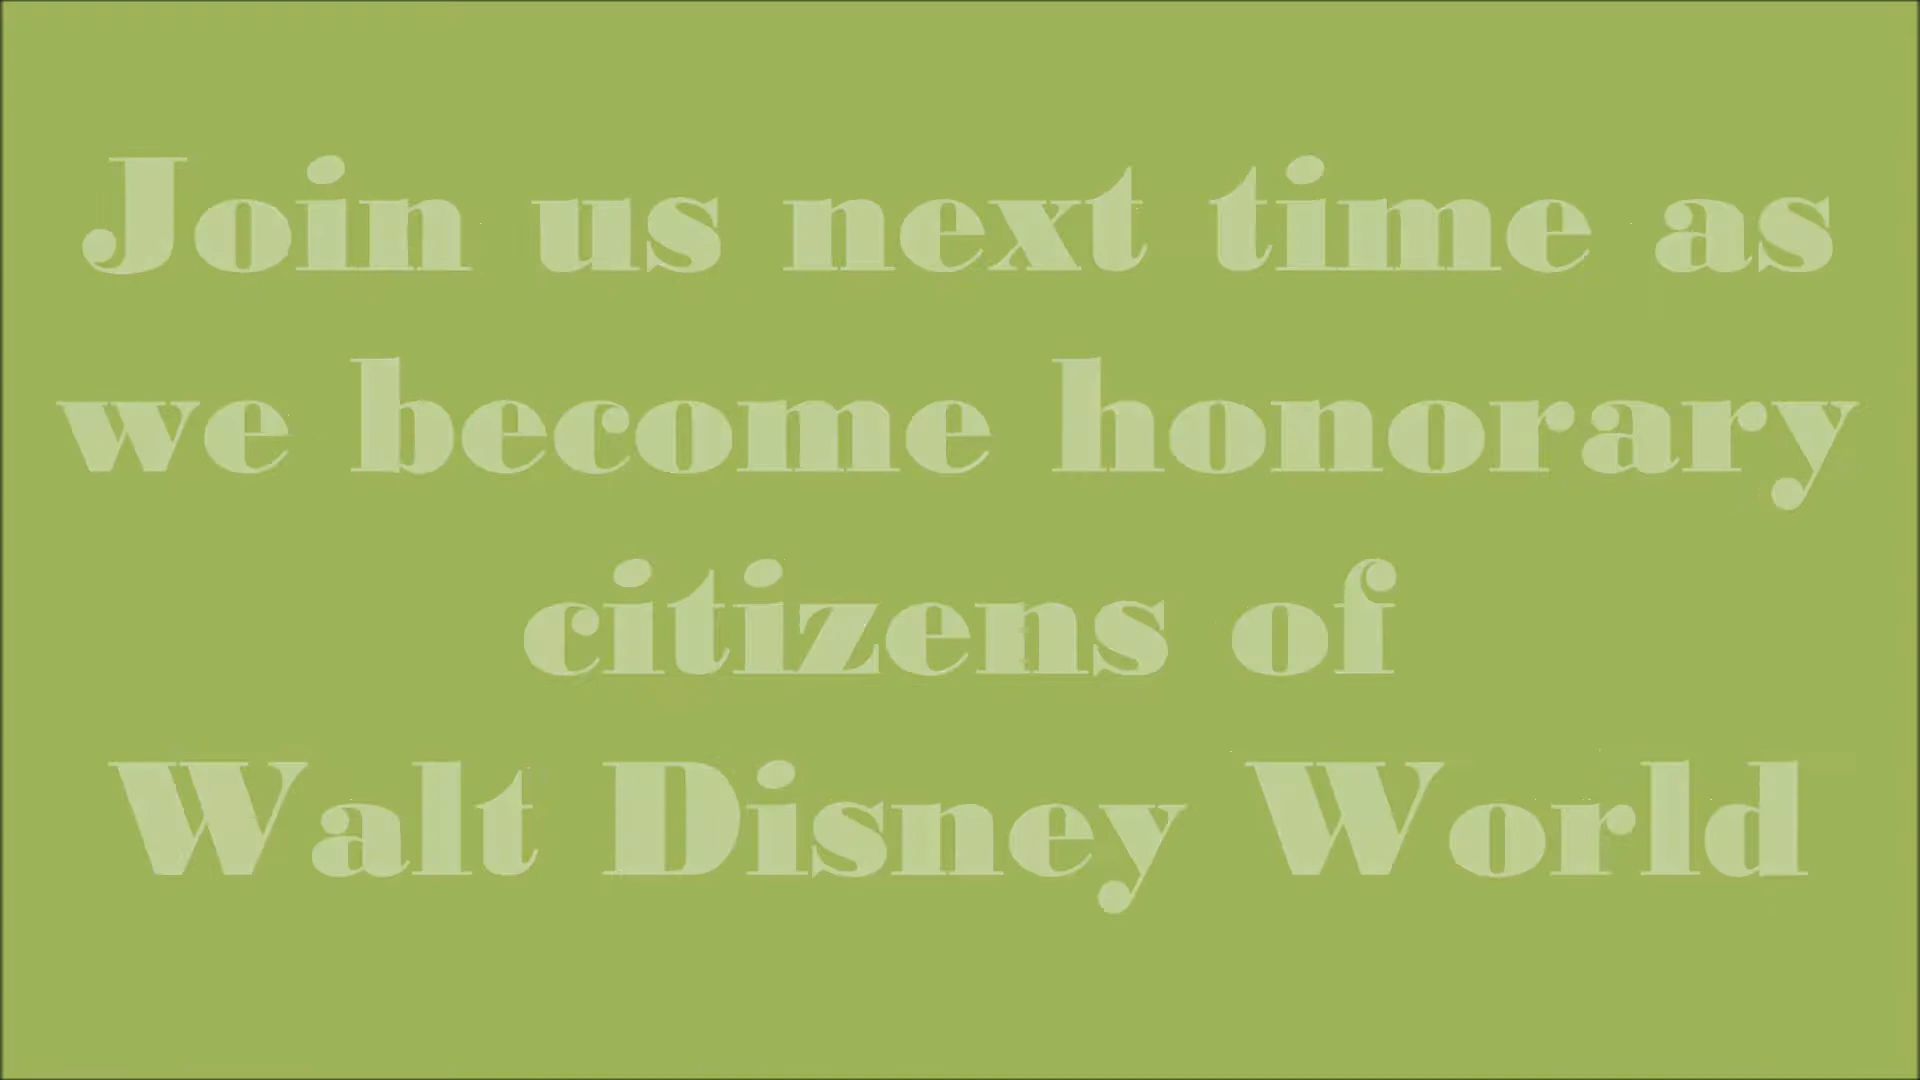 Join us next time as
we become honorary
citizens of
Walt Disney World